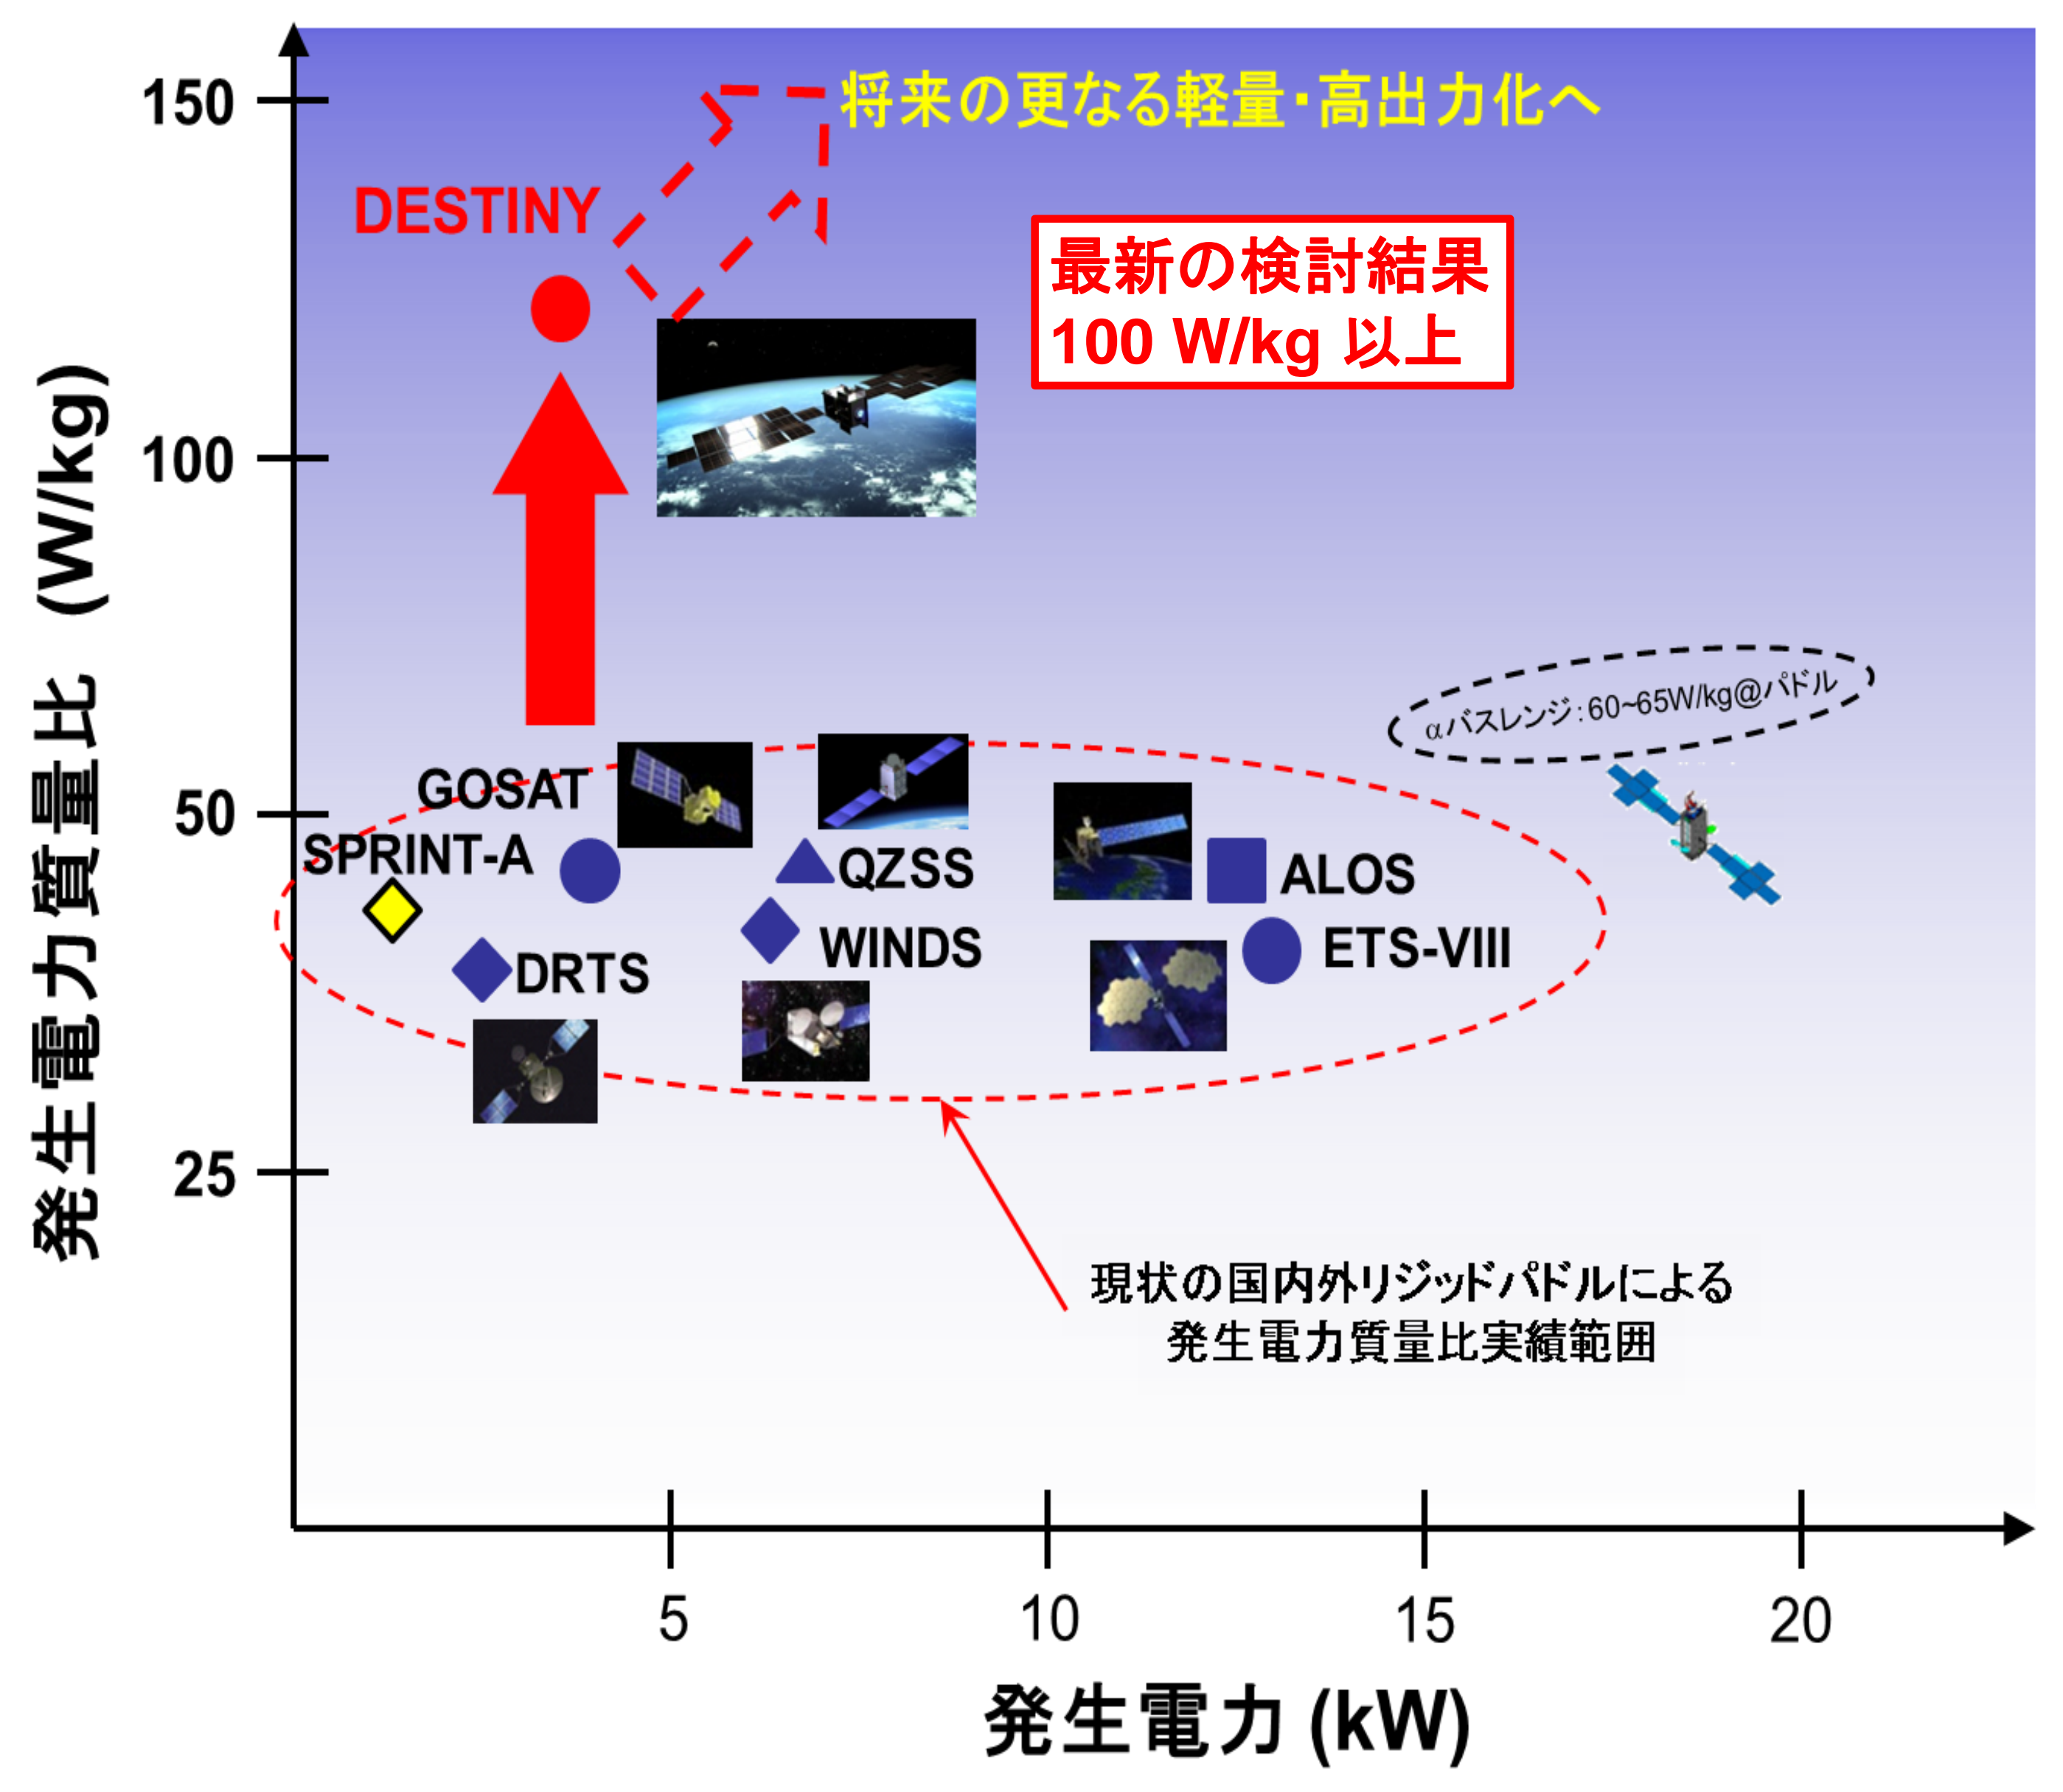 150
将来の更なる軽量・高出力化へ
DESTINY
最新の検討結果
100 W/kg 以上
100
発生電力質量比 (W/kg)
αバスレンジ:60~65W/kg@パドル
GOSAT
50
SPRINT-A
QZSS
ALOS
WINDS
ETS-VIII
DRTS
25
現状の国内外リジッドパドルによる
発生電力質量比実績範囲
5
10
15
20
発生電力 (kW)